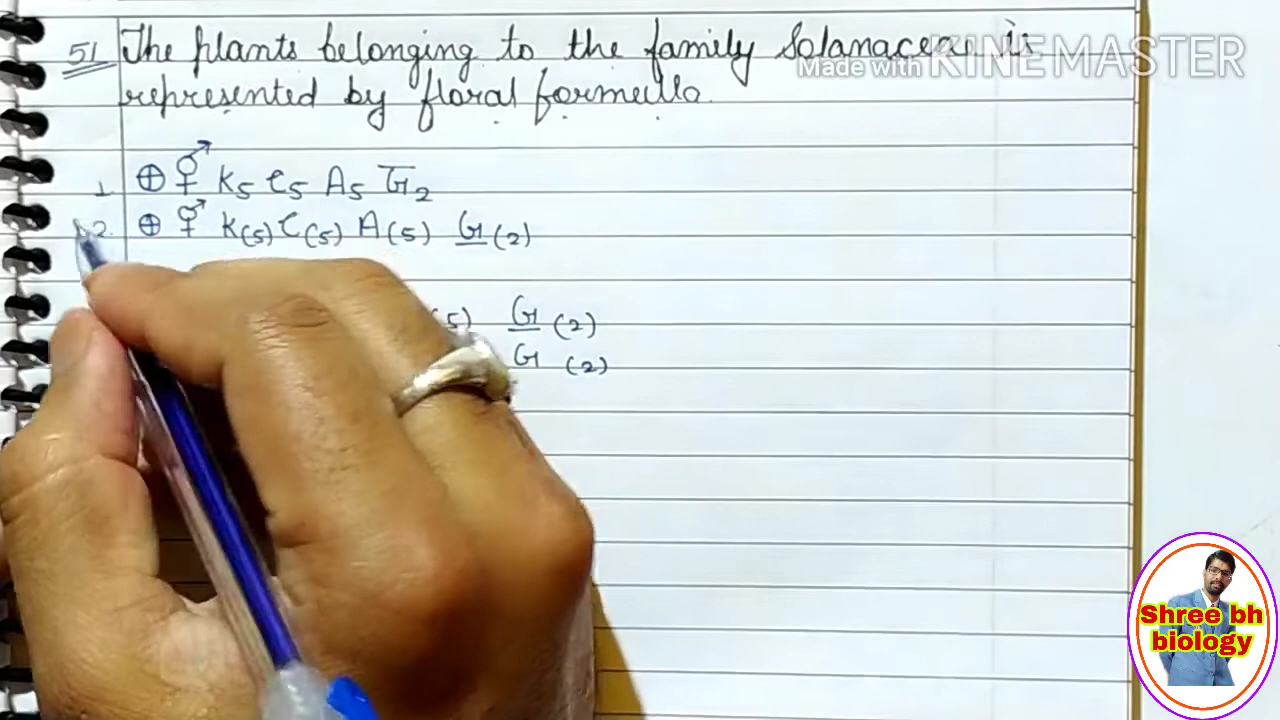 51 The plants belonging to the family Solanaceae is
Made with KINEMASTER
represented by floral formula.
1. ⊕ ⚥ K5 C5 A5 G̅2
2. ⊕ ⚥ K(5) C(5) A(5) G̲(2)
(5) G̲ (2)
G (2)
Shree bh
biology